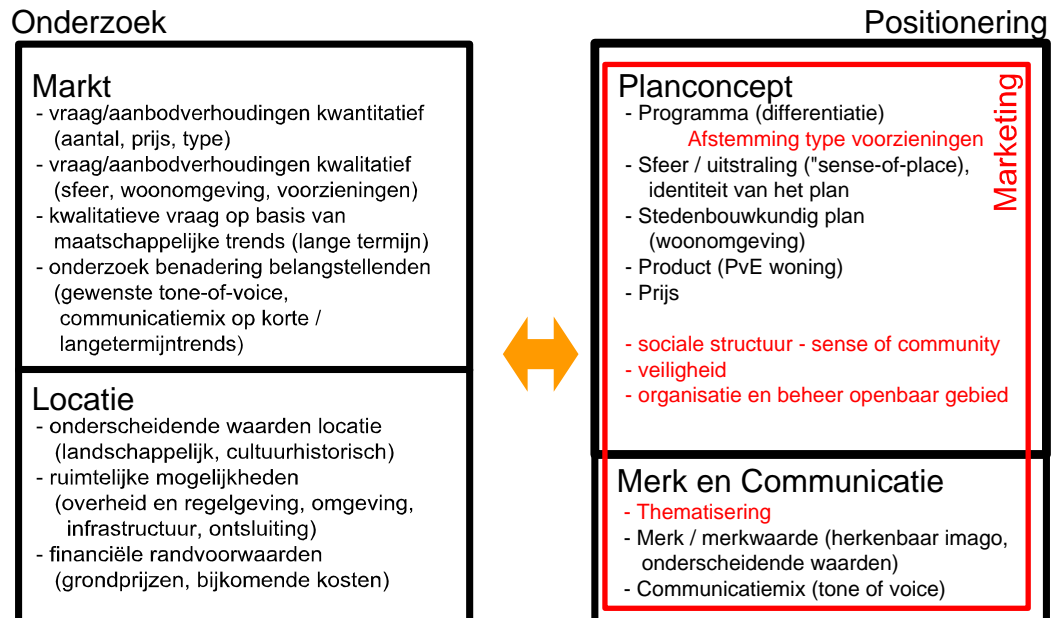 Onderzoek
Markt
- vraag/aanbodverhoudingen kwantitatief
(aantal, prijs, type)
- vraag/aanbodverhoudingen kwalitatief
(sfeer, woonomgeving, voorzieningen)
- kwalitatieve vraag op basis van
maatschappelijke trends (lange termijn)
- onderzoek benadering belangstellenden
(gewenste tone-of-voice,
communicatiemix op korte /
langetermijntrends)
Locatie
- onderscheidende waarden locatie
(landschappelijk, cultuurhistorisch)
- ruimtelijke mogelijkheden
(overheid en regelgeving, omgeving,
infrastructuur, ontsluiting)
- financiële randvoorwaarden
(grondprijzen, bijkomende kosten)
Positionering
Marketing
Planconcept
- Programma (differentiatie)
Afstemming type voorzieningen
- Sfeer / uitstraling ("sense-of-place),
identiteit van het plan
- Stedenbouwkundig plan
(woonomgeving)
- Product (PvE woning)
- Prijs
- sociale structuur - sense of community
- veiligheid
- organisatie en beheer openbaar gebied
Merk en Communicatie
- Thematisering
- Merk / merkwaarde (herkenbaar imago,
onderscheidende waarden)
- Communicatiemix (tone of voice)